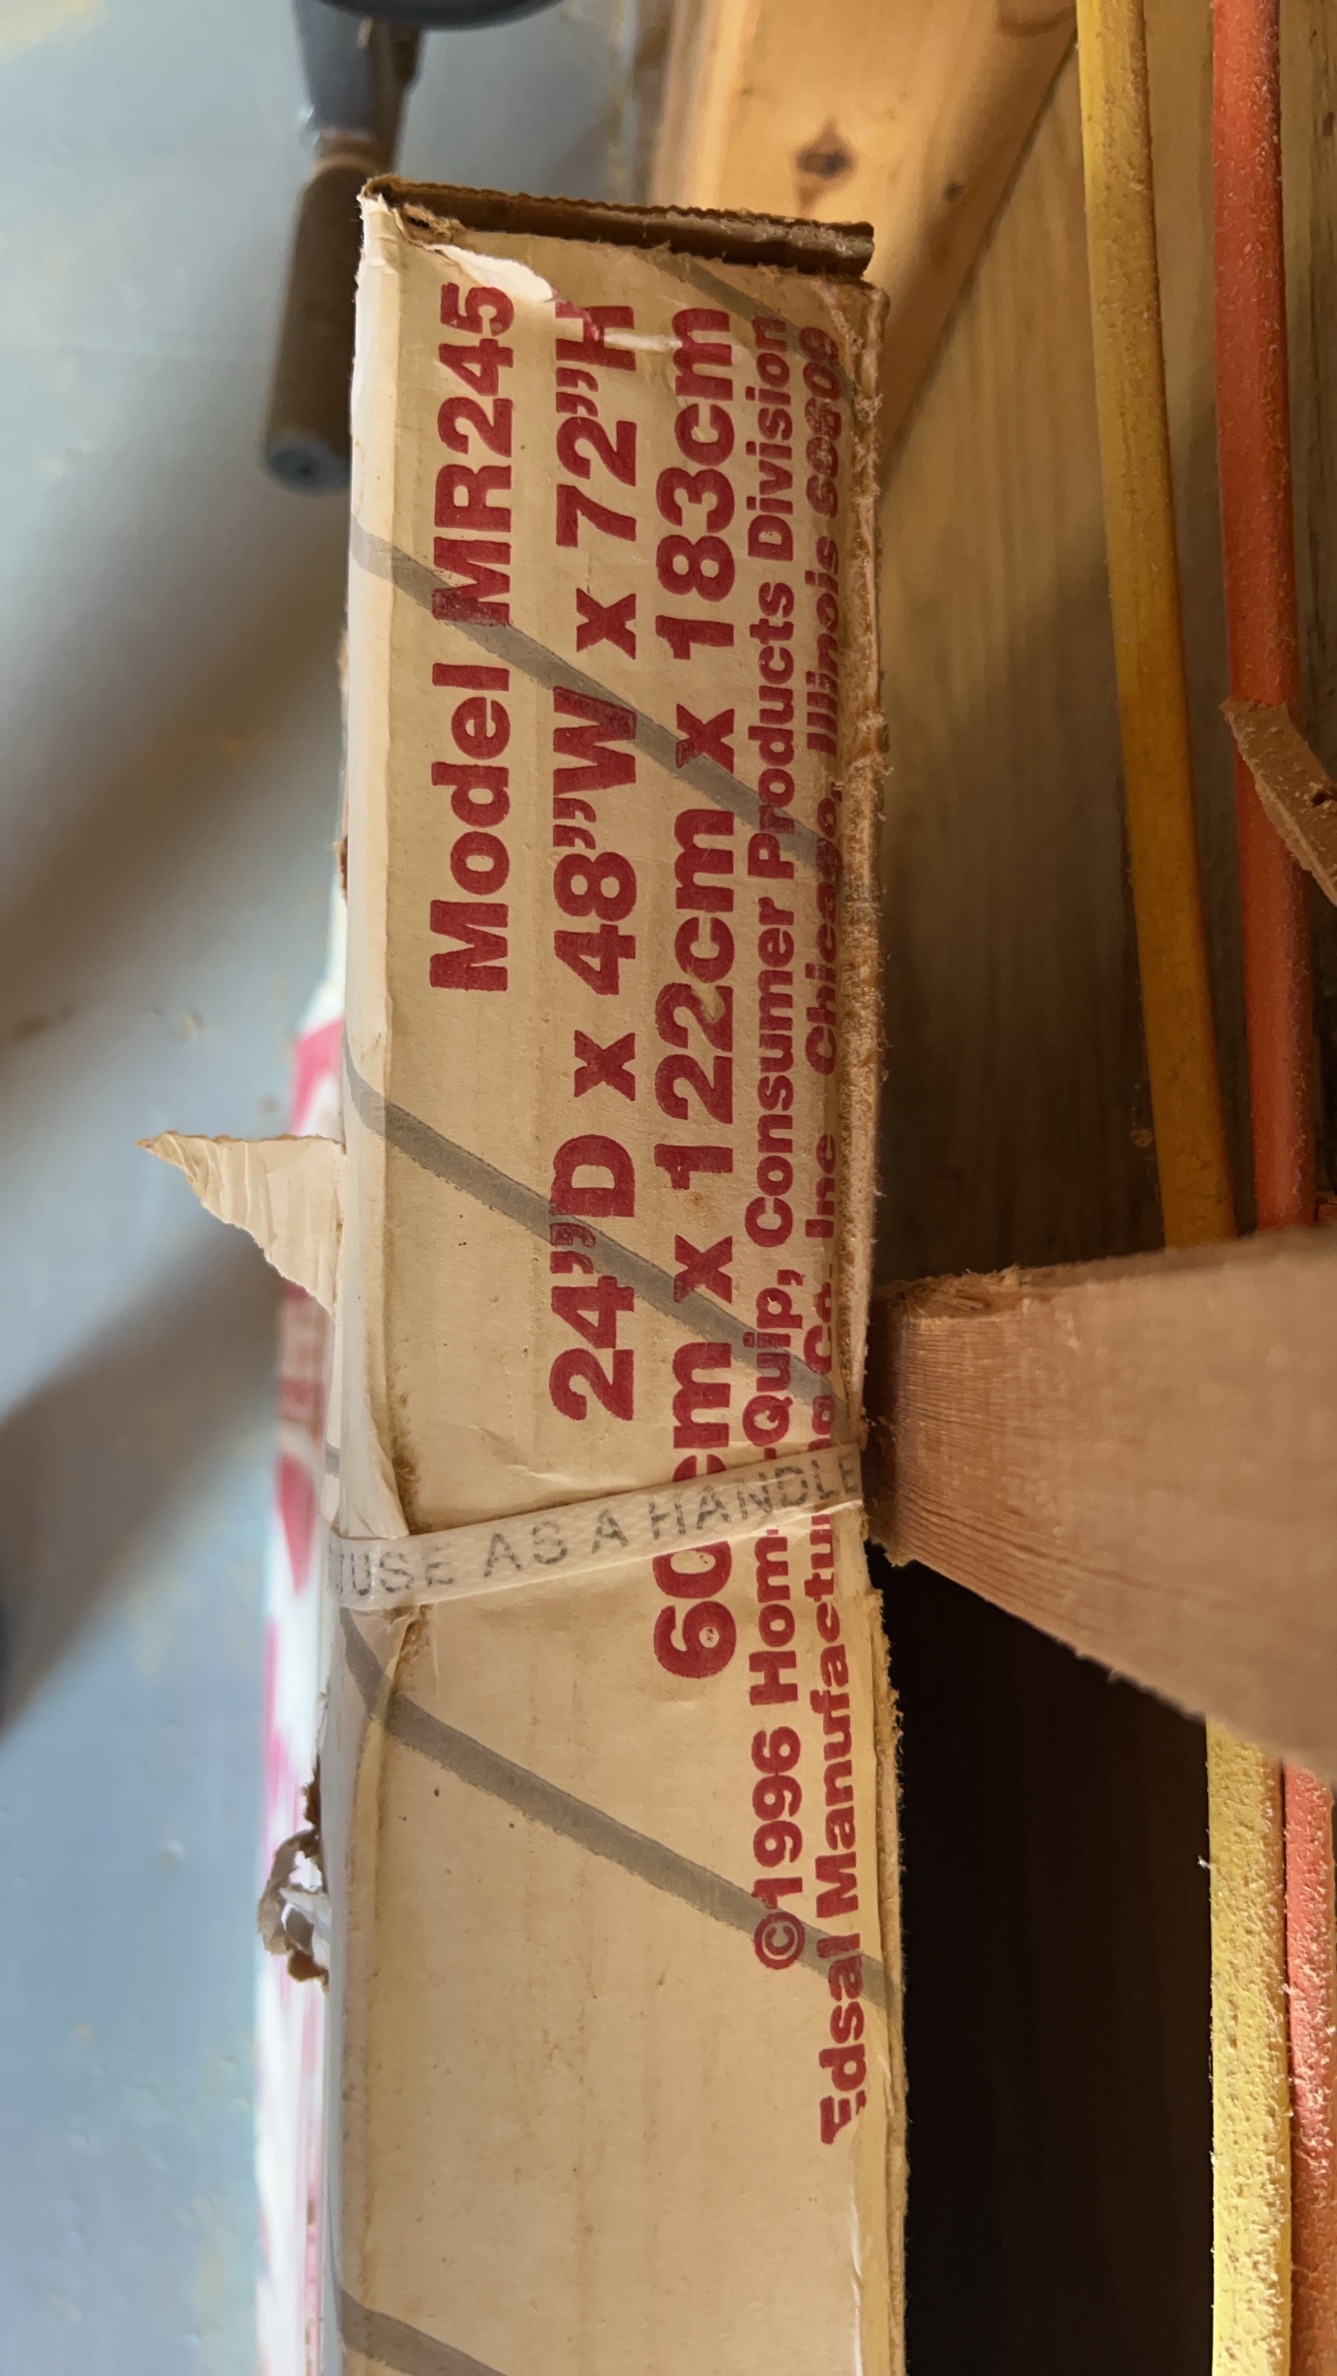 Model MR245
24”D x 48”W x 72”H
60cm x 122cm x 183cm
©1996 Hom-Quip, Consumer Products Division
Edsal Manufacturing Co. Inc Chicago, Illinois 60609
USE AS A HANDLE